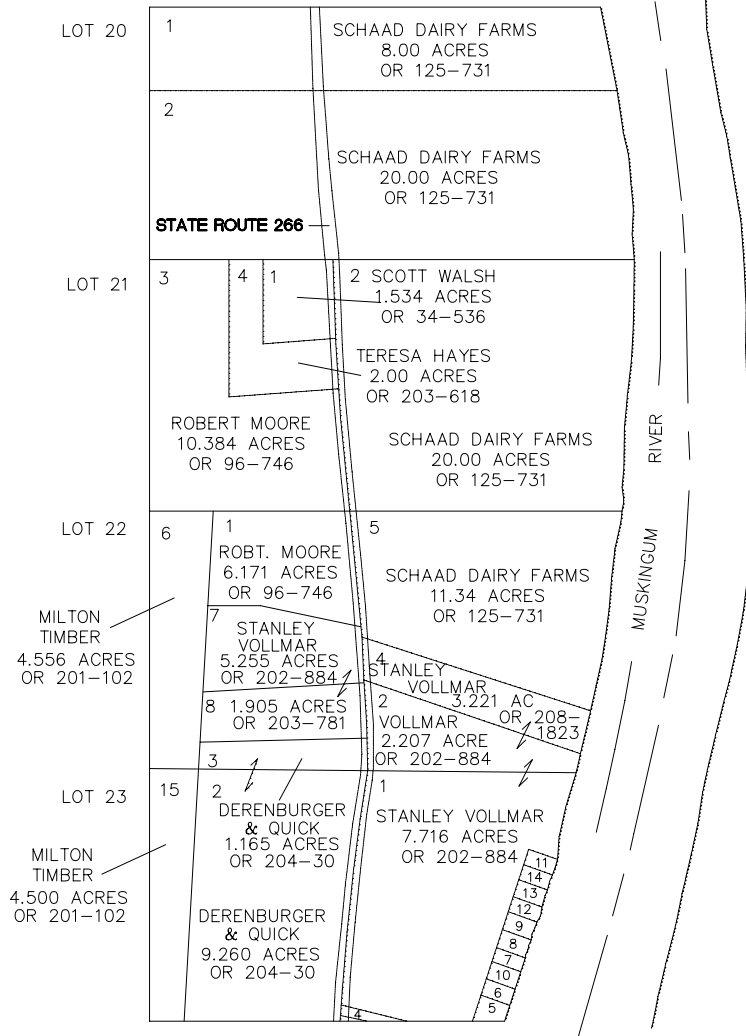 LOT 20
1
SCHAAD DAIRY FARMS
8.00 ACRES
OR 125-731
2
SCHAAD DAIRY FARMS
20.00 ACRES
OR 125-731
STATE ROUTE 266
LOT 21
3
4
1
2 SCOTT WALSH
1.534 ACRES
OR 34-536
TERESA HAYES
2.00 ACRES
OR 203-618
ROBERT MOORE
10.384 ACRES
OR 96-746
SCHAAD DAIRY FARMS
20.00 ACRES
OR 125-731
MUSKINGUM RIVER
LOT 22
6
1
ROBT. MOORE
6.171 ACRES
OR 96-746
5
SCHAAD DAIRY FARMS
11.34 ACRES
OR 125-731
MILTON
TIMBER
4.556 ACRES
OR 201-102
7
STANLEY
VOLLMAR
5.255 ACRES
OR 202-884
4
STANLEY
VOLLMAR
3.221 AC
OR 208-
1823
8 1.905 ACRES
OR 203-781
2
VOLLMAR
2.207 ACRE
OR 202-884
3
LOT 23
15
2
DERENBURGER
& QUICK
1.165 ACRES
OR 204-30
1
STANLEY VOLLMAR
7.716 ACRES
OR 202-884
MILTON
TIMBER
4.500 ACRES
OR 201-102
DERENBURGER
& QUICK
9.260 ACRES
OR 204-30
11
14
13
12
9
8
7
10
6
5
4